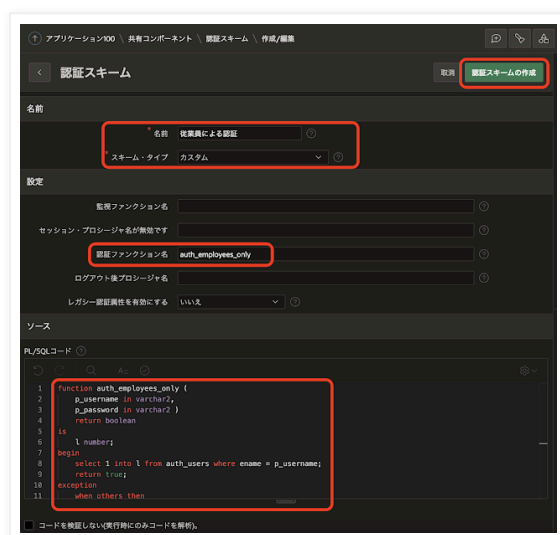 アプリケーション100 \ 共有コンポーネント \ 認証スキーム \ 作成/編集
認証スキーム
取消
認証スキームの作成
名前
* 名前 従業員による認証
* スキーム・タイプ カスタム
設定
監視ファンクション名
セッション・プロシージャ名が無効です
認証ファンクション名 auth_employees_only
ログアウト後プロシージャ名
レガシー認証属性を有効にする いいえ
ソース
PL/SQLコード
1 function auth_employees_only (
2 p_username in varchar2,
3 p_password in varchar2 )
4 return boolean
5 is
6 l number;
7 begin
8 select 1 into l from auth_users where ename = p_username;
9 return true;
10 exception
11 when others then
コードを検証しない(実行時にのみコードを解析)。